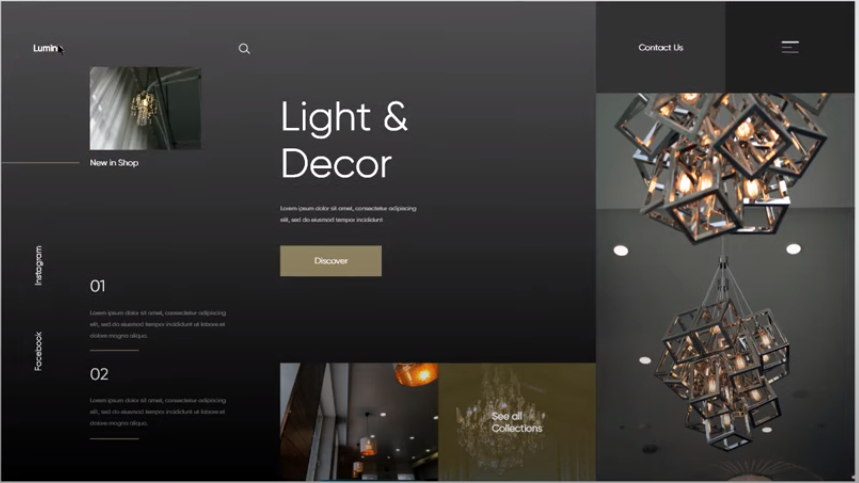 Lumin
Contact Us
New in Shop
Light &
Decor
Lorem ipsum dolor sit amet, consectetur adipiscing
elit, sed do eiusmod tempor incididunt
Discover
Instagram
Facebook
01
Lorem ipsum dolor sit amet, consectetur adipiscing
elit, sed do eiusmod tempor incididunt ut labore et
dolore magna aliqua.
02
Lorem ipsum dolor sit amet, consectetur adipiscing
elit, sed do eiusmod tempor incididunt ut labore et
dolore magna aliqua.
See all
Collections